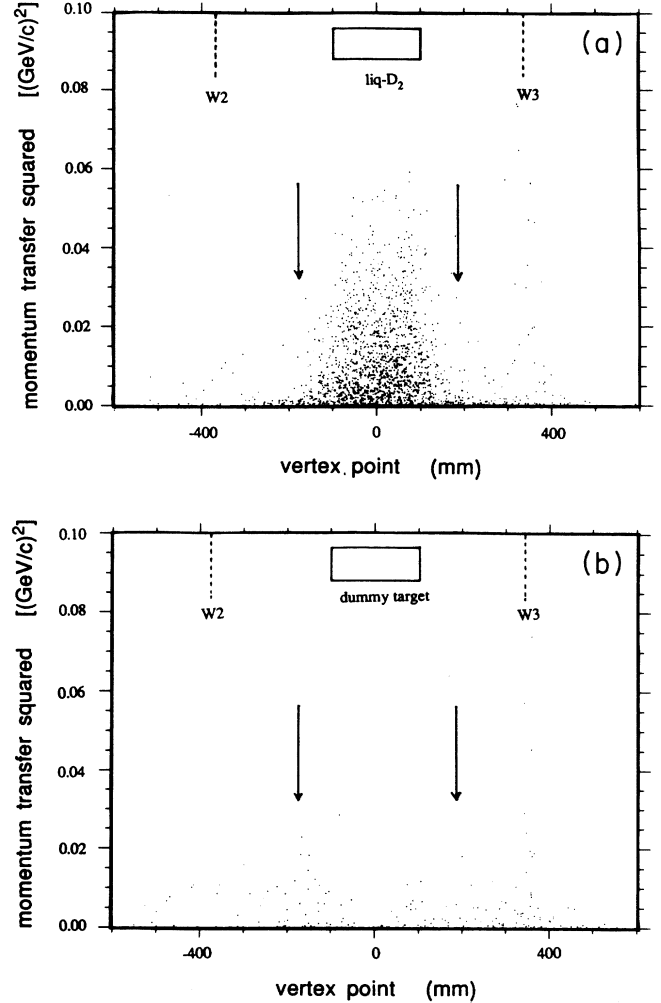 (a)
momentum transfer squared [(GeV/c)²]
0.10
0.08
0.06
0.04
0.02
0.00
W2
liq-D₂
W3
-400 0 400
vertex point (mm)
(b)
momentum transfer squared [(GeV/c)²]
0.10
0.08
0.06
0.04
0.02
0.00
W2
dummy target
W3
-400 0 400
vertex point (mm)